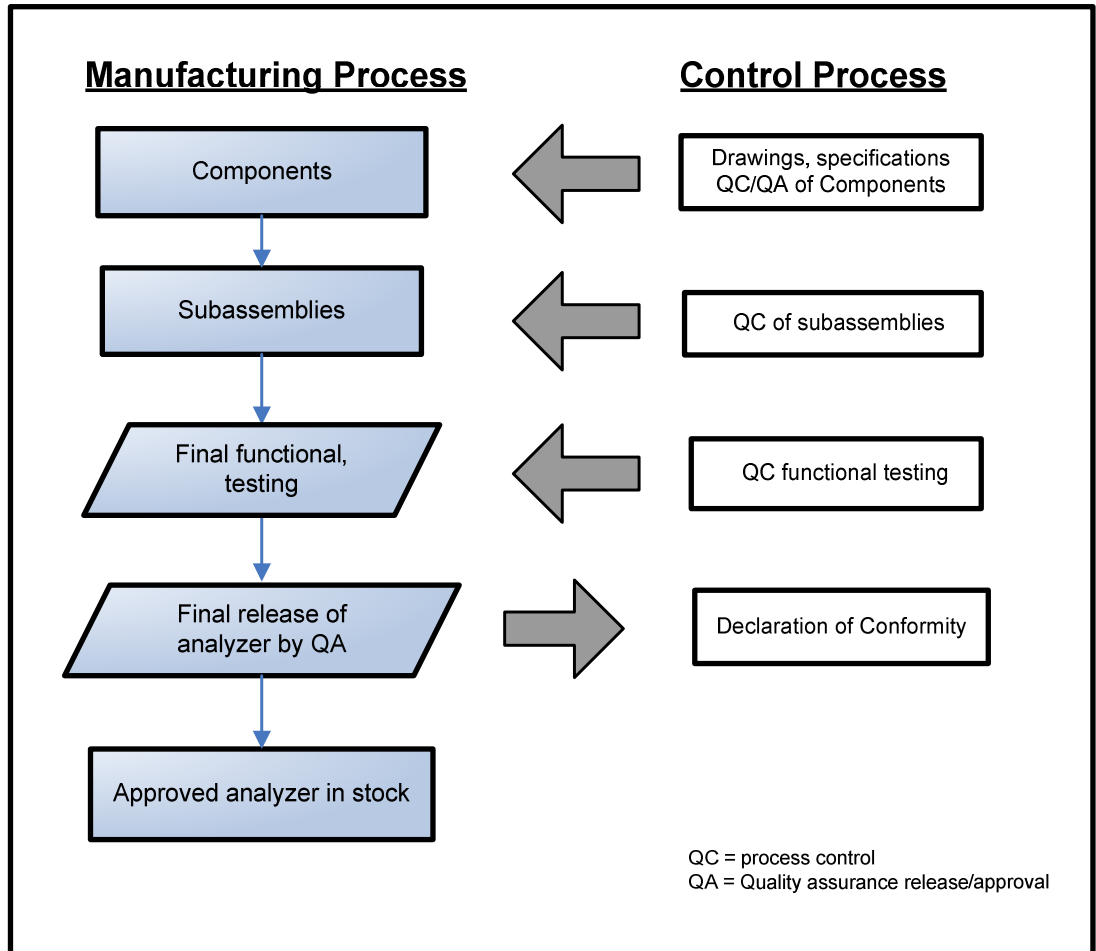 Manufacturing Process
Control Process
Components
Drawings, specifications
QC/QA of Components
Subassemblies
QC of subassemblies
Final functional,
testing
QC functional testing
Final release of
analyzer by QA
Declaration of Conformity
Approved analyzer in stock
QC = process control
QA = Quality assurance release/approval